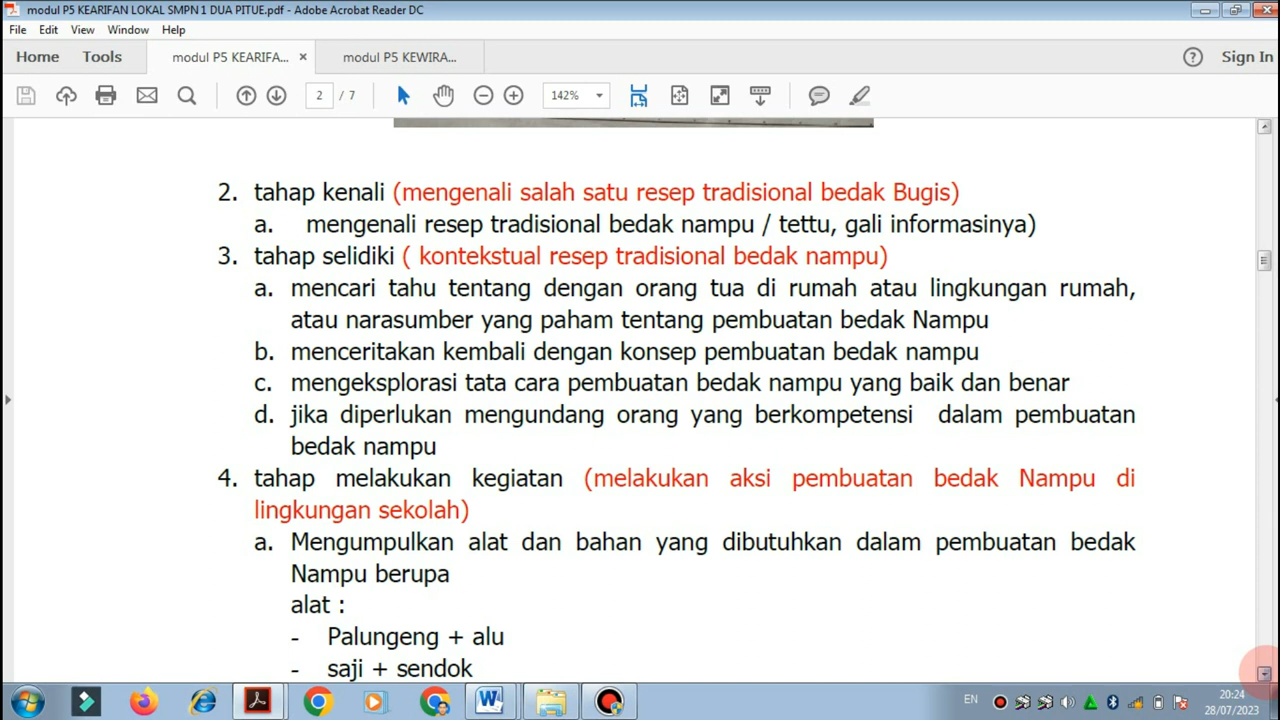 modul P5 KEARIFAN LOKAL SMPN 1 DUA PITUE.pdf - Adobe Acrobat Reader DC
File Edit View Window Help
Home Tools modul P5 KEARIFA... × modul P5 KEWIRA... Sign In
2 / 7 142%
2. tahap kenali (mengenali salah satu resep tradisional bedak Bugis)
a. mengenali resep tradisional bedak nampu / tettu, gali informasinya)
3. tahap selidiki ( kontekstual resep tradisional bedak nampu)
a. mencari tahu tentang dengan orang tua di rumah atau lingkungan rumah,
atau narasumber yang paham tentang pembuatan bedak Nampu
b. menceritakan kembali dengan konsep pembuatan bedak nampu
c. mengeksplorasi tata cara pembuatan bedak nampu yang baik dan benar
d. jika diperlukan mengundang orang yang berkompetensi dalam pembuatan
bedak nampu
4. tahap melakukan kegiatan (melakukan aksi pembuatan bedak Nampu di
lingkungan sekolah)
a. Mengumpulkan alat dan bahan yang dibutuhkan dalam pembuatan bedak
Nampu berupa
alat :
- Palungeng + alu
- saji + sendok
EN 20:24
28/07/2023